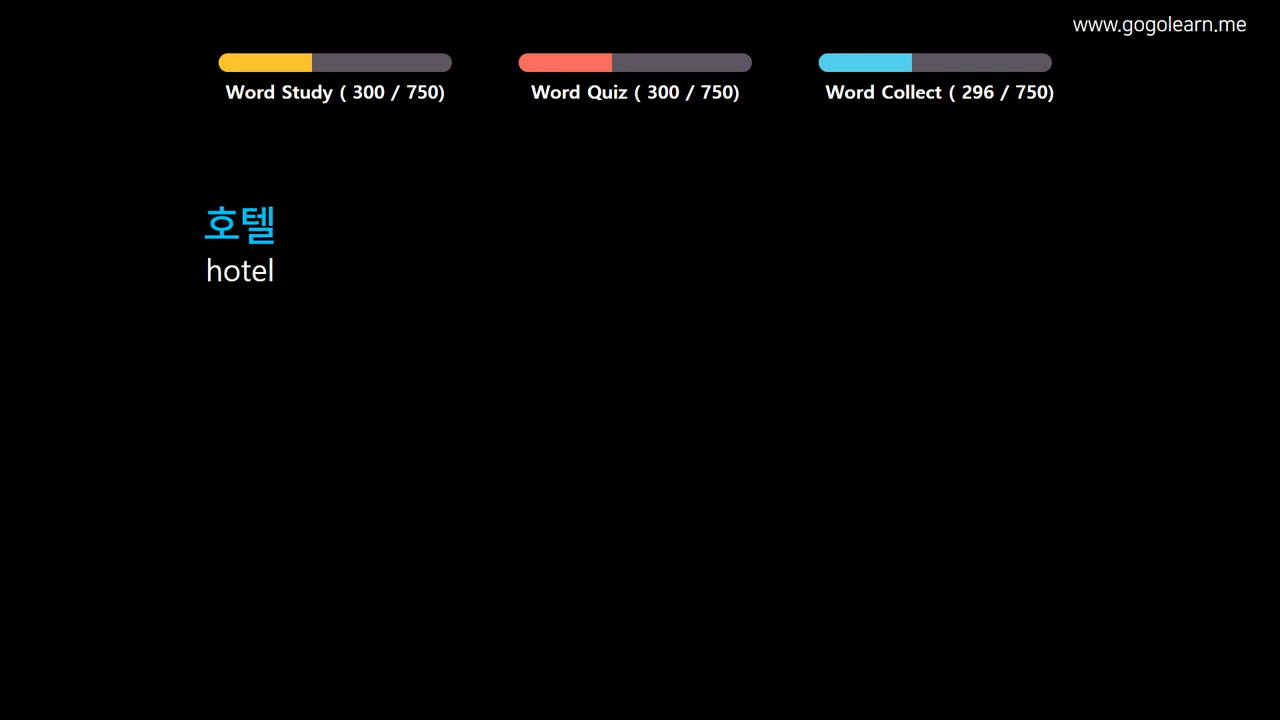 www.gogolearn.me
Word Study ( 300 / 750)
Word Quiz ( 300 / 750)
Word Collect ( 296 / 750)
호텔
hotel